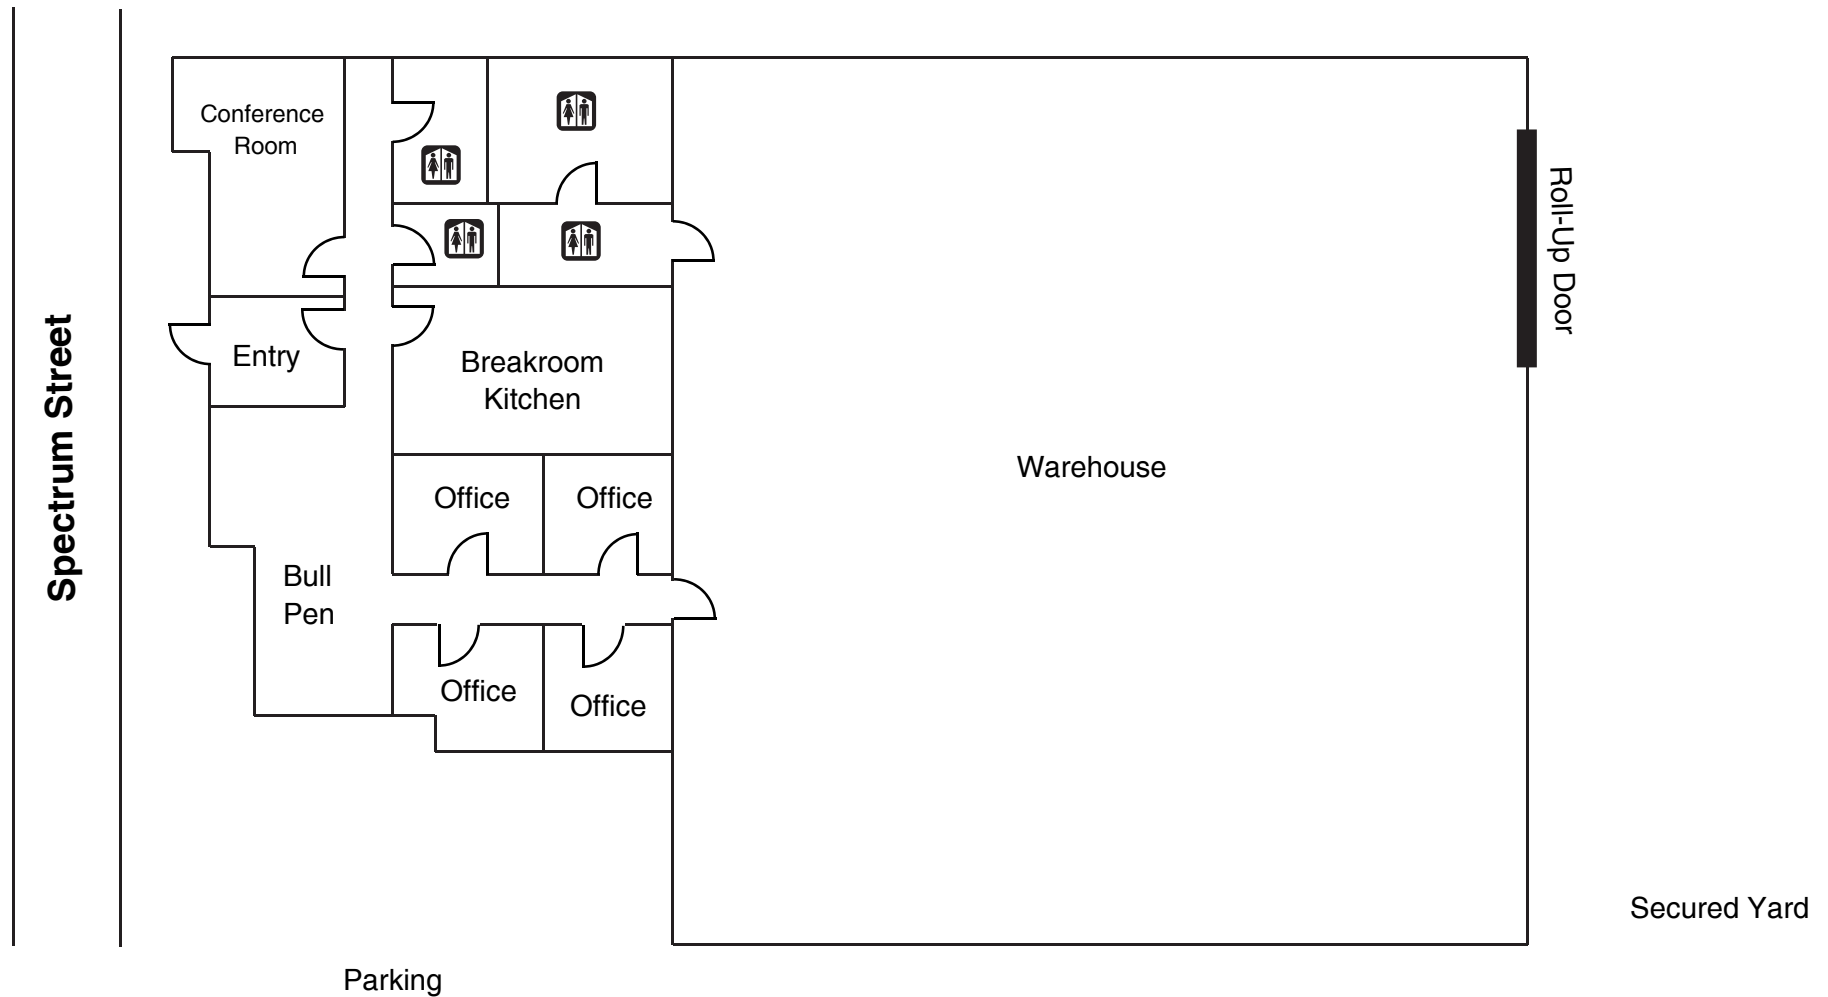 Spectrum Street
Conference
Room
Entry
Breakroom
Kitchen
Office
Office
Bull
Pen
Office
Office
Warehouse
Roll-Up Door
Secured Yard
Parking